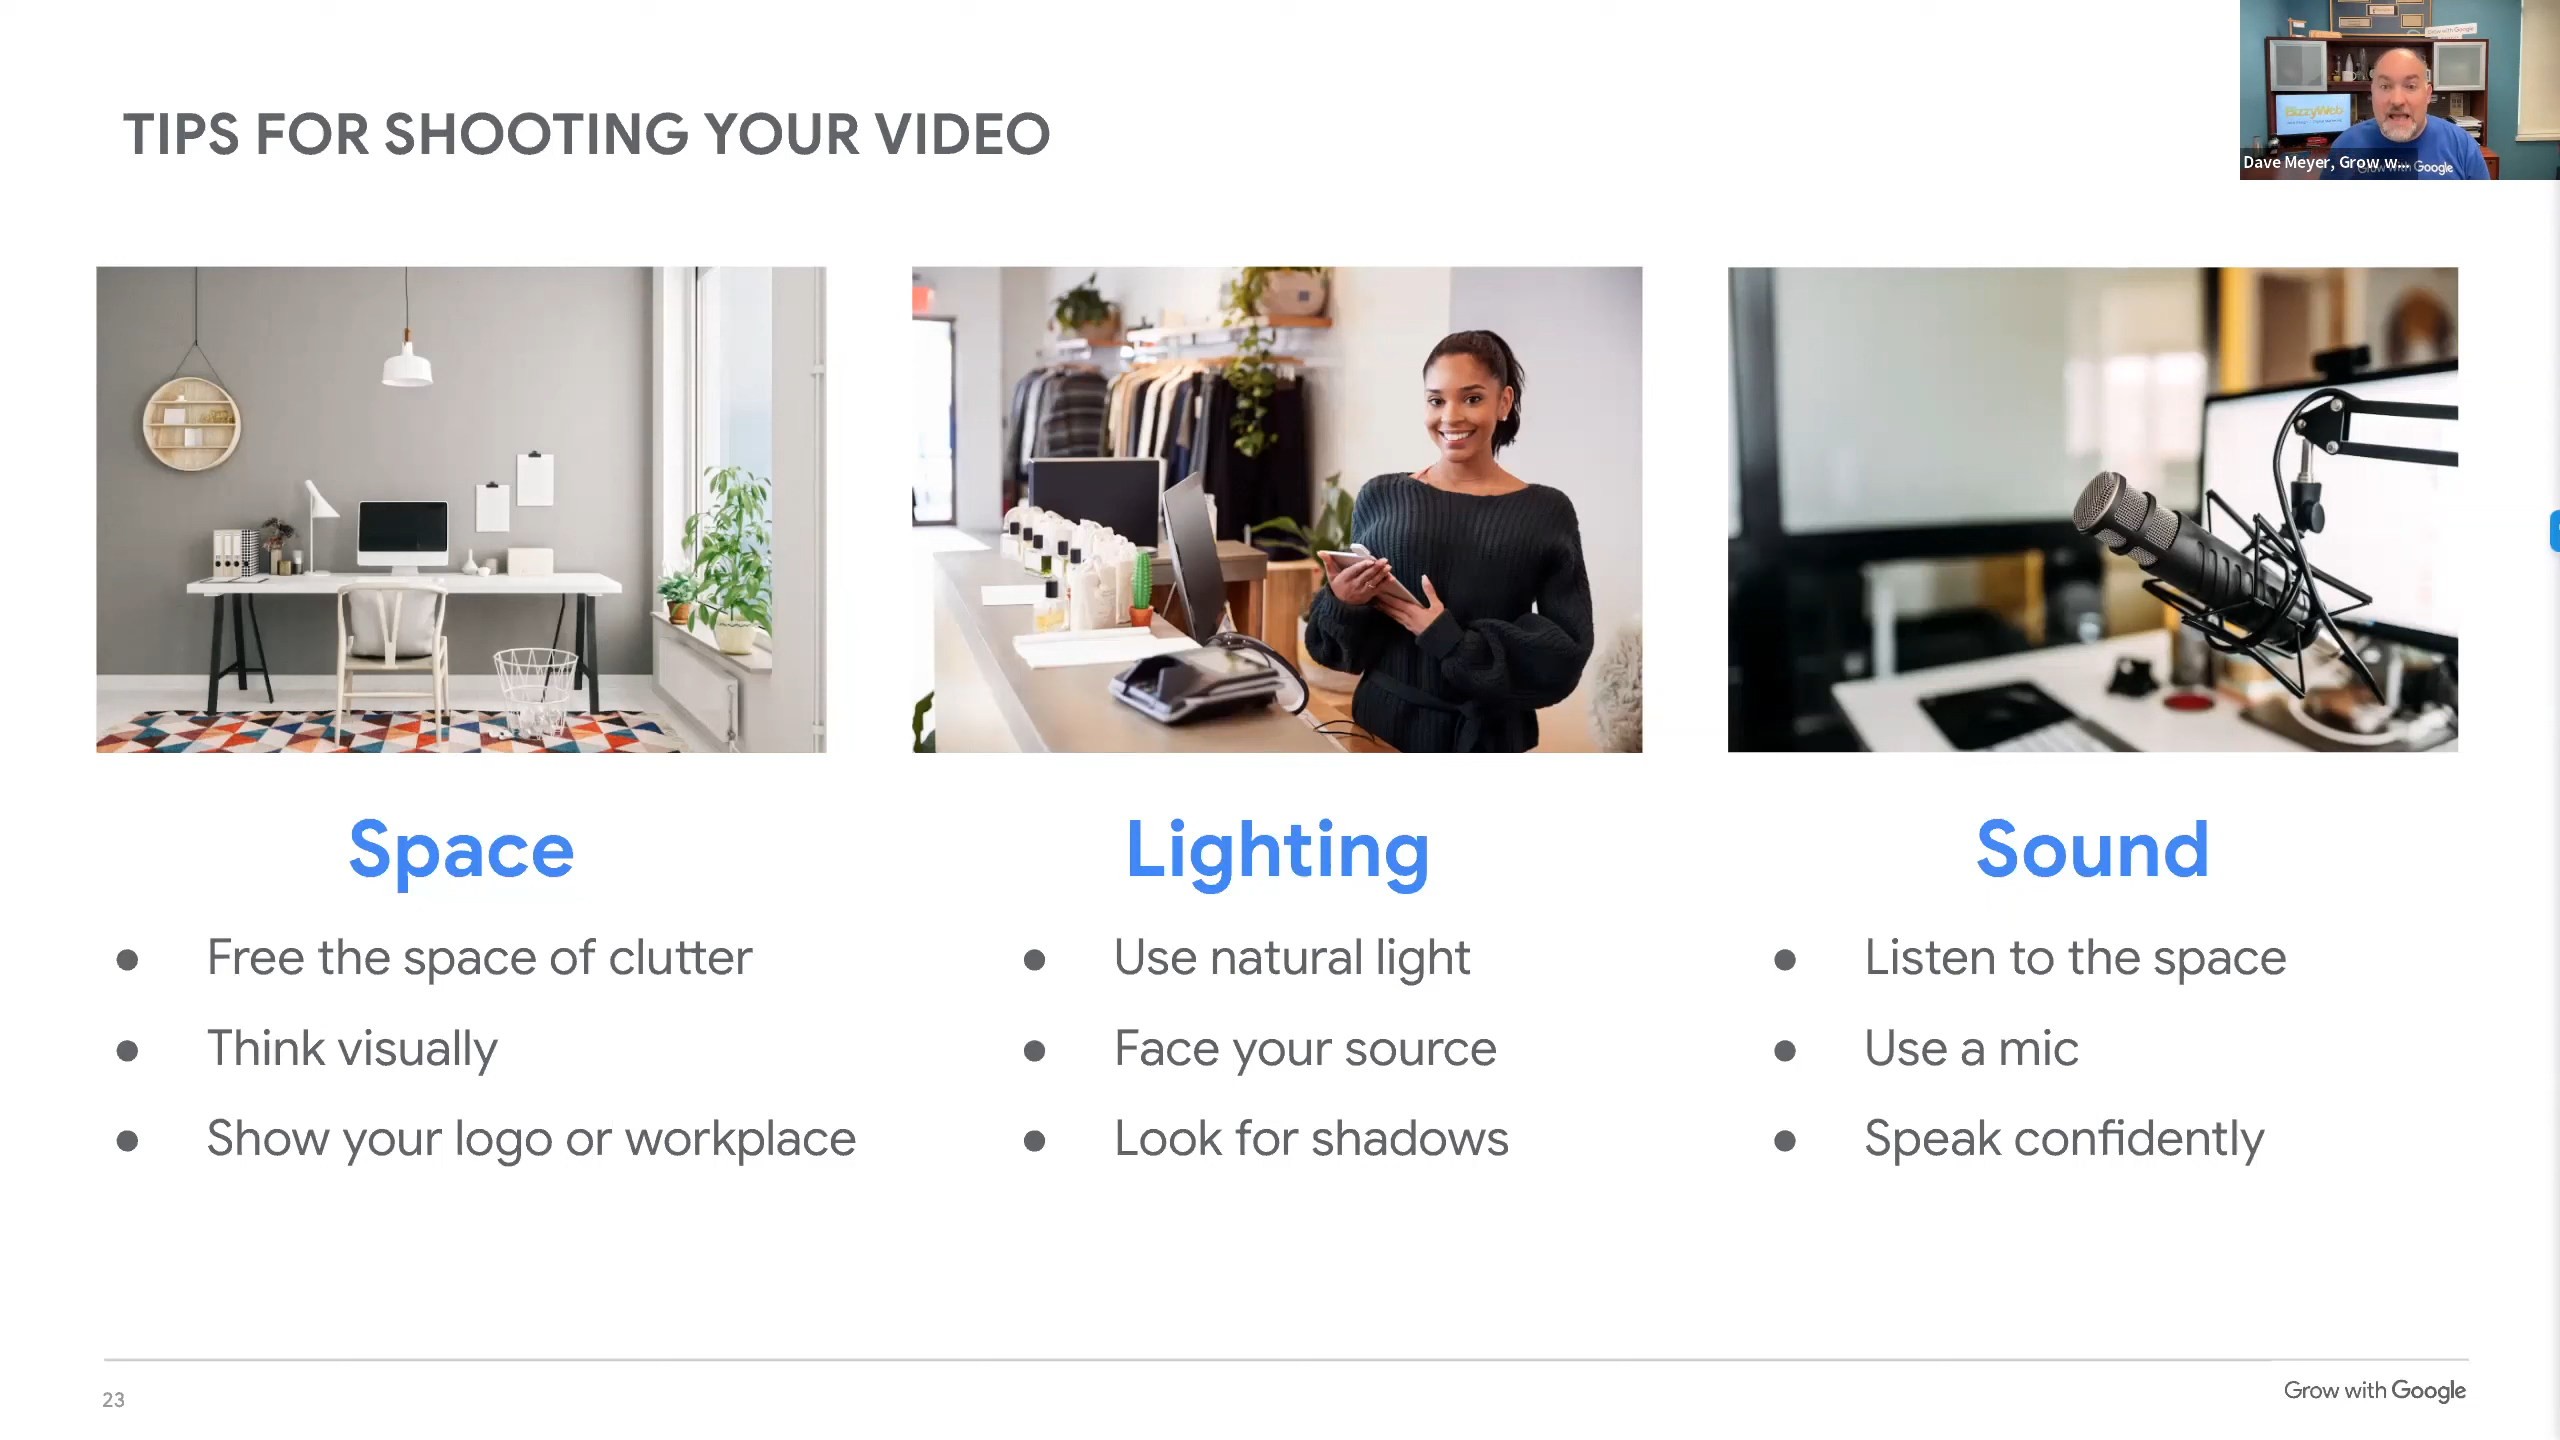 TIPS FOR SHOOTING YOUR VIDEO
BizzyWeb
Dave Meyer, Grow w...
Google
Space
Lighting
Sound
● Free the space of clutter
● Think visually
● Show your logo or workplace
● Use natural light
● Face your source
● Look for shadows
● Listen to the space
● Use a mic
● Speak confidently
23
Grow with Google